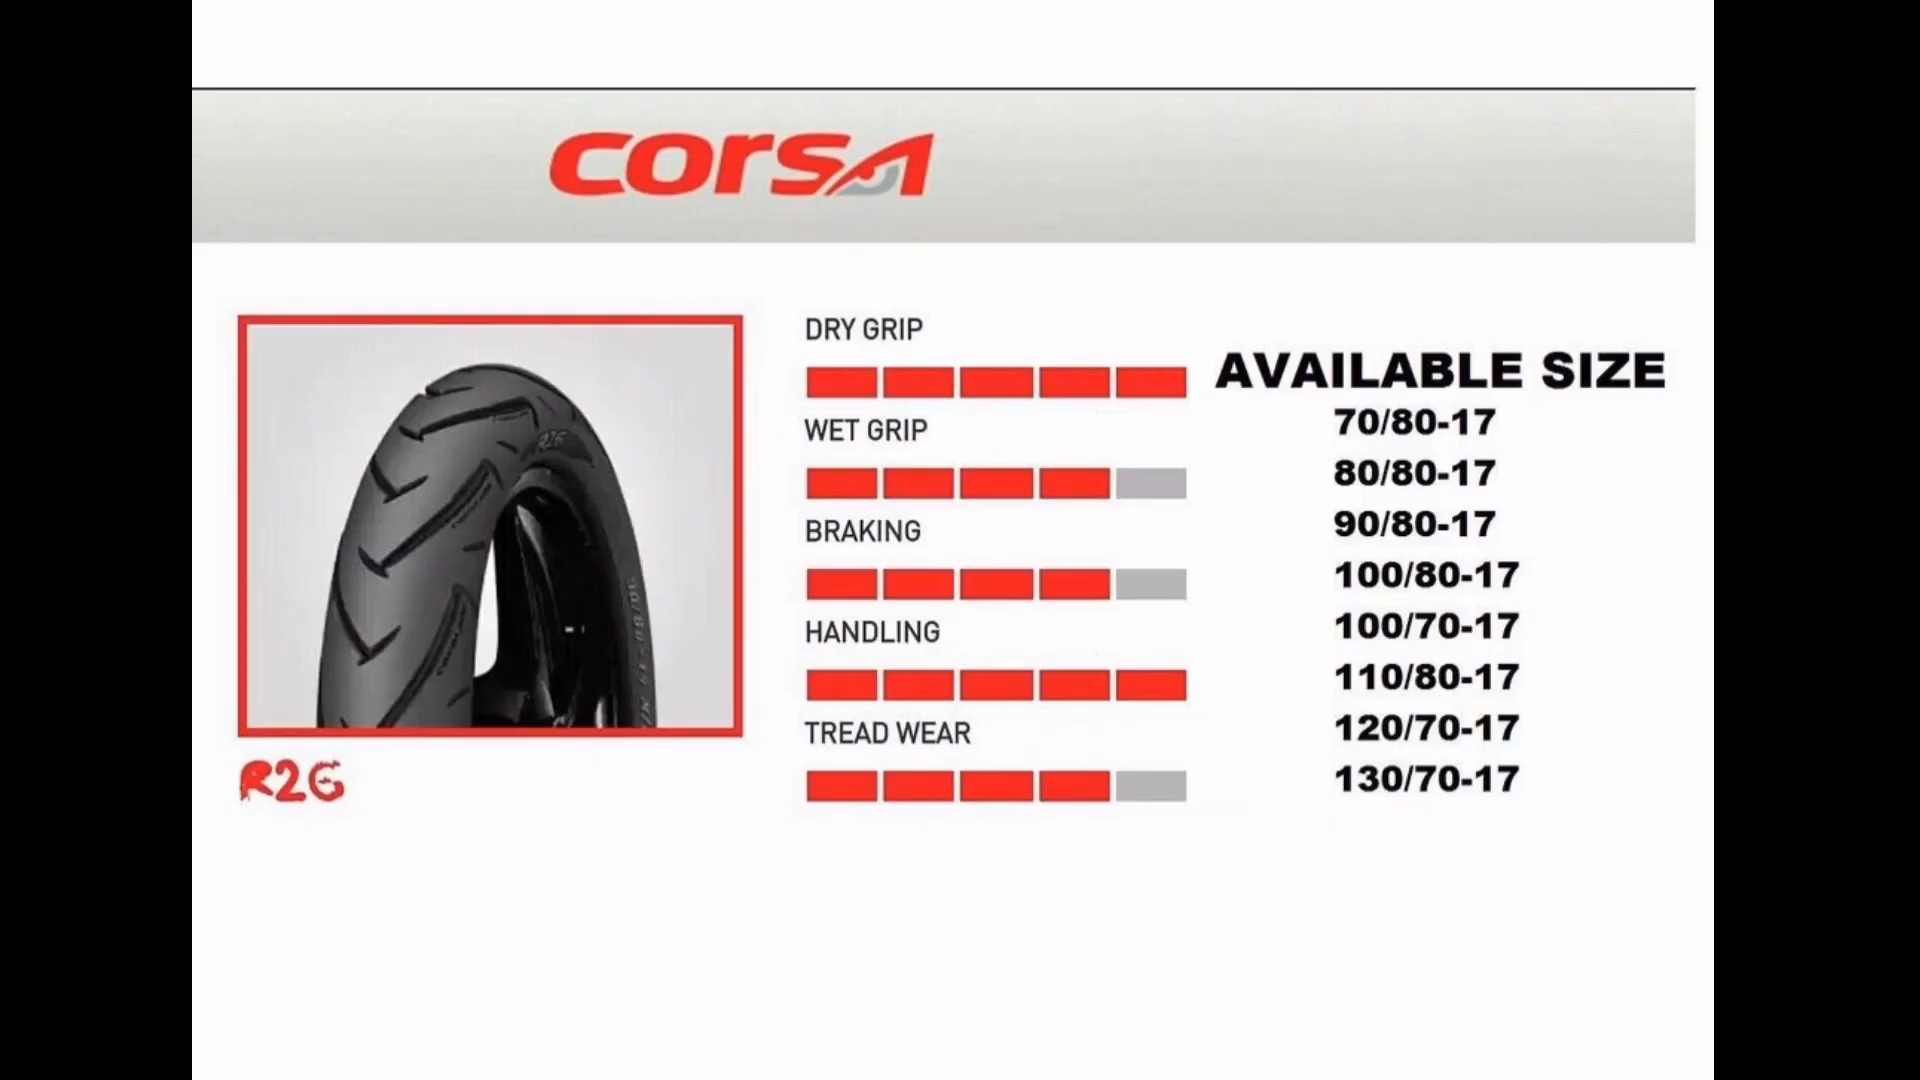 corsa
DRY GRIP
WET GRIP
BRAKING
HANDLING
TREAD WEAR
AVAILABLE SIZE
70/80-17
80/80-17
90/80-17
100/80-17
100/70-17
110/80-17
120/70-17
130/70-17
R26
R26